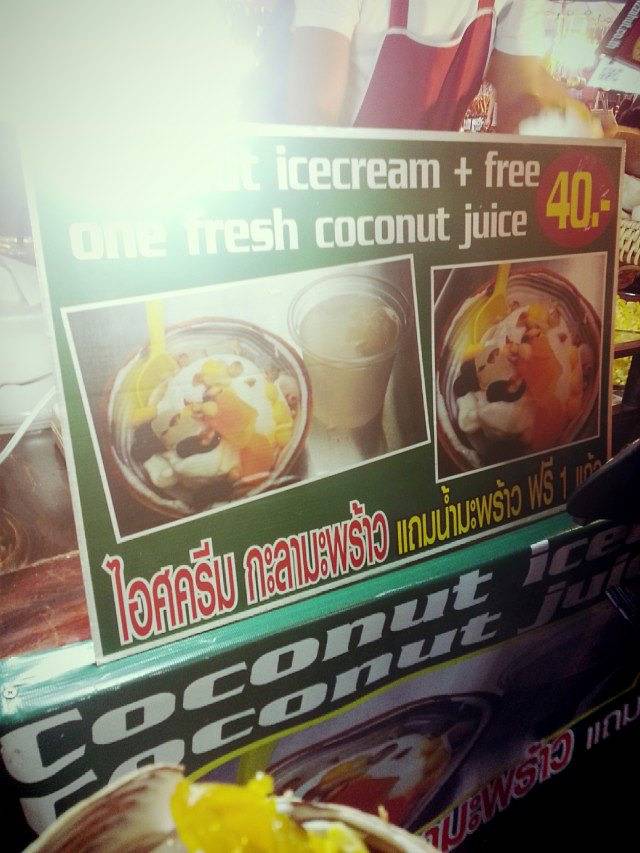 icecream + free
one fresh coconut juice
40.-
ไอศครีม กะลามะพร้าว แถมน้ำมะพร้าว ฟรี 1
Coconut
Coconut